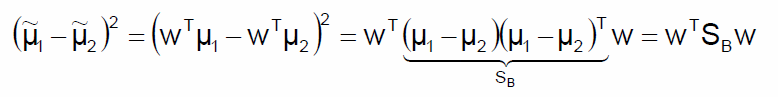 (μ̃₁ − μ̃₂)² = (wᵀμ₁ − wᵀμ₂)² = wᵀ(μ₁ − μ₂)(μ₁ − μ₂)ᵀw = wᵀS_Bw
S_B